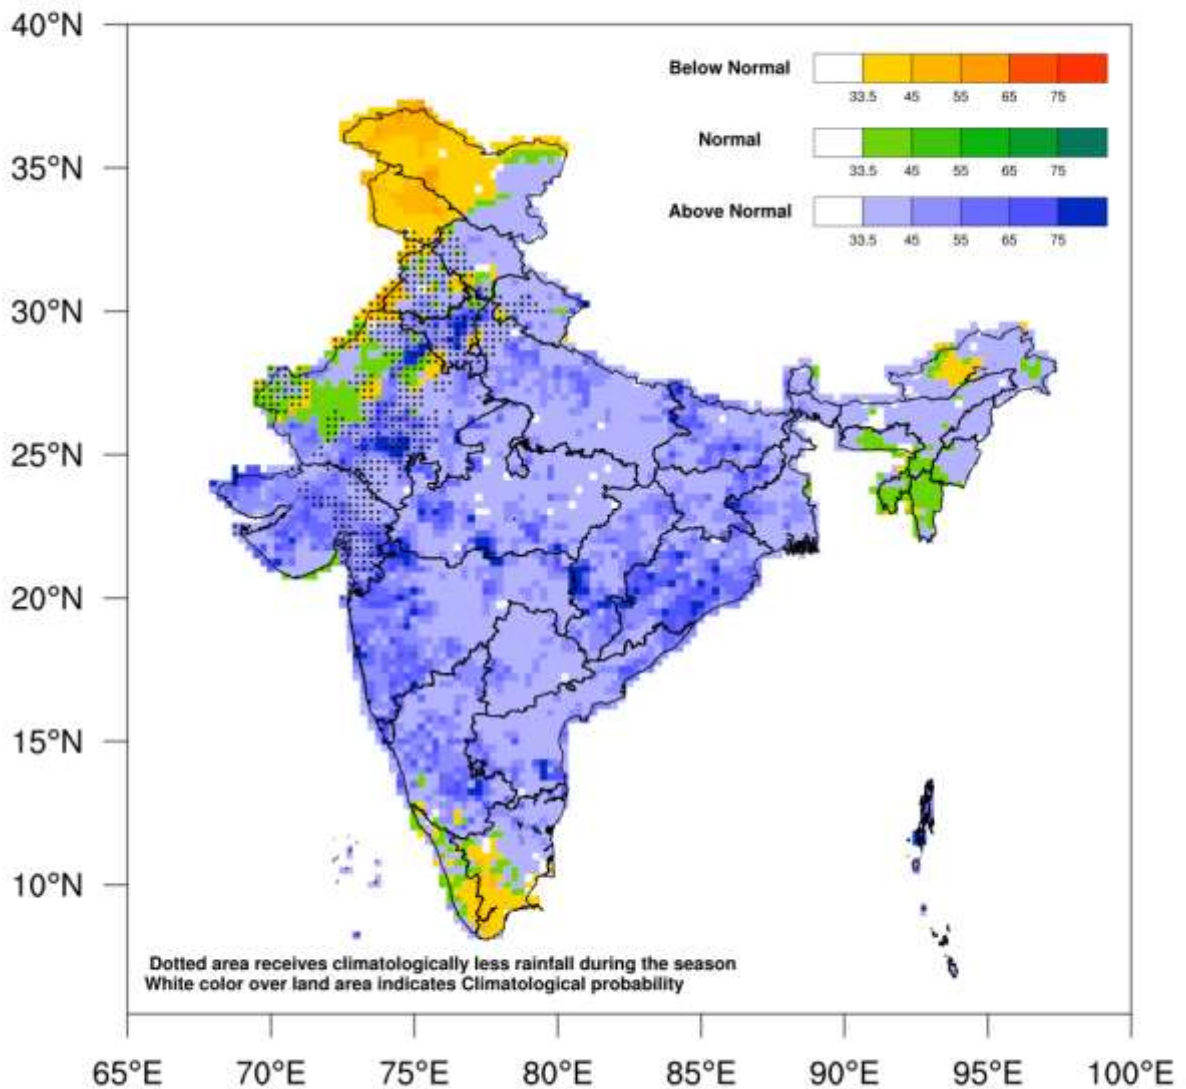 40°N
35°N
30°N
25°N
20°N
15°N
10°N
Below Normal
33.5 45 55 65 75
Normal
33.5 45 55 65 75
Above Normal
33.5 45 55 65 75
Dotted area receives climatologically less rainfall during the season
White color over land area indicates Climatological probability
65°E 70°E 75°E 80°E 85°E 90°E 95°E 100°E